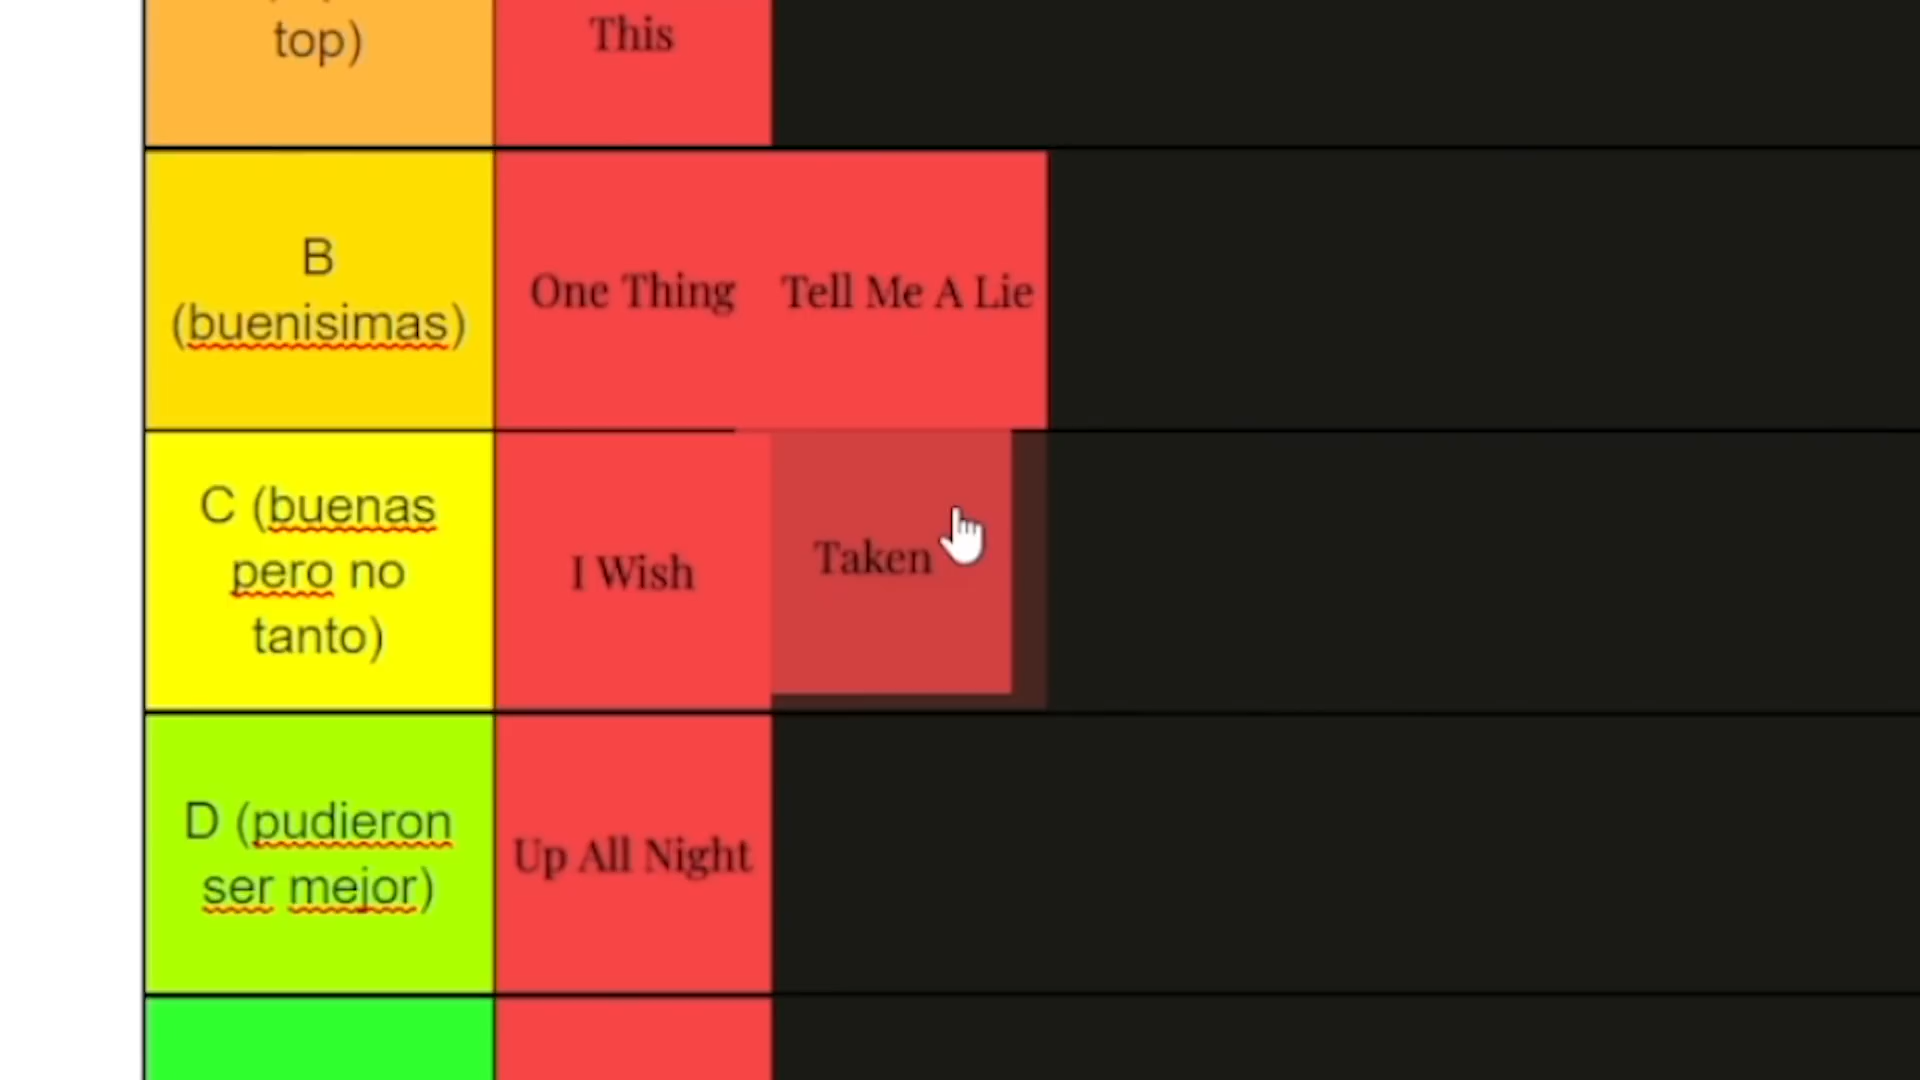 top)
This
B
(buenisimas)
One Thing
Tell Me A Lie
C (buenas
pero no
tanto)
I Wish
Taken
D (pudieron
ser mejor)
Up All Night